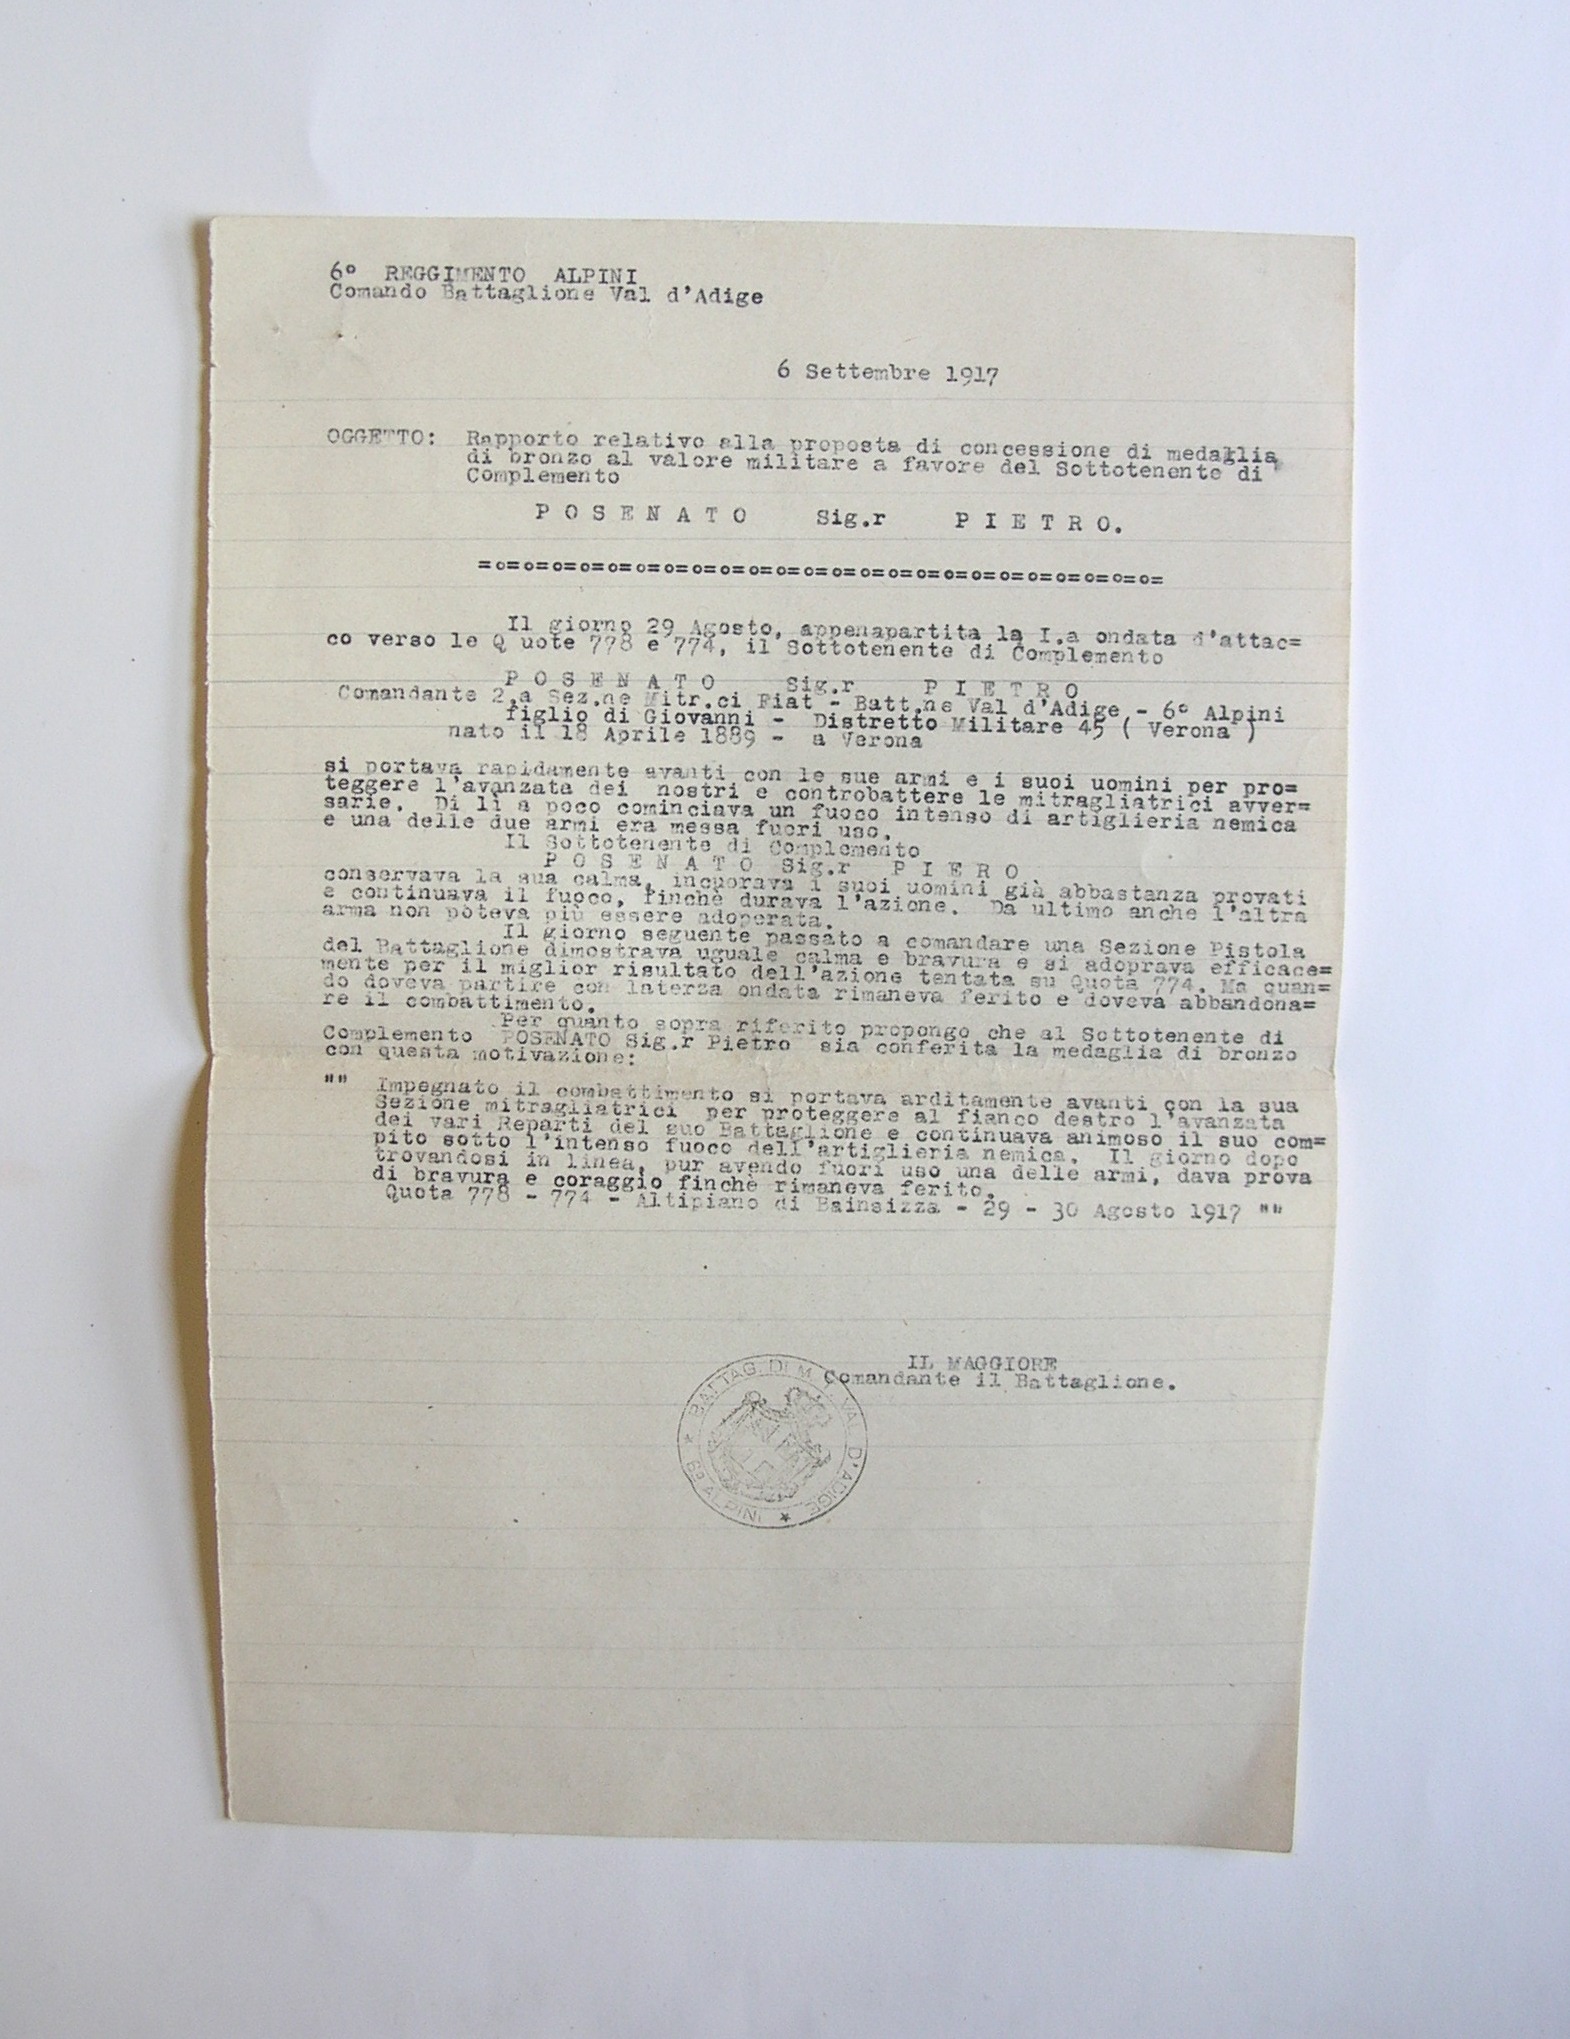 6° REGGIMENTO ALPINI
Comando Battaglione Val d'Adige
6 Settembre 1917
OGGETTO: Rapporto relativo alla proposta di concessione di medaglia
di bronzo al valore militare a favore del Sottotenente di
Complemento
P O S E N A T O Sig.r P I E T R O.
=o=o=o=o=o=o=o=o=o=o=o=o=o=o=o=o=o=o=o=o=o=o=o=o=
Il giorno 29 Agosto, appenapartita la I.a ondata d'attac=
co verso le Q uote 778 e 774, il Sottotenente di Complemento
P O S E N A T O Sig.r P I E T R O
Comandante 2.a Sez.ne Mitr.ci Fiat - Batt.ne Val d'Adige - 6° Alpini
figlio di Giovanni - Distretto Militare 45 ( Verona )
nato il 18 Aprile 1889 - a Verona
si portava rapidamente avanti con le sue armi e i suoi uomini per pro=
teggere l'avanzata dei nostri e controbattere le mitragliatrici avver=
sarie. Di lì a poco cominciava un fuoco intenso di artiglieria nemica
e una delle due armi era messa fuori uso.
Il Sottotenente di Complemento
P O S E N A T O Sig.r P I E R O
conservava la sua calma, incuorava i suoi uomini già abbastanza provati
e continuava il fuoco, finchè durava l'azione. Da ultimo anche l'altra
arma non poteva più essere adoperata.
Il giorno seguente passato a comandare una Sezione Pistola
del Battaglione dimostrava uguale calma e bravura e si adoprava efficace=
mente per il miglior risultato dell'azione tentata su Quota 774. Ma quan=
do doveva partire con laterza ondata rimaneva ferito e doveva abbandona=
re il combattimento.
Per quanto sopra riferito propongo che al Sottotenente di
Complemento POSENATO Sig.r Pietro sia conferita la medaglia di bronzo
con questa motivazione:
"" Impegnato il combattimento si portava arditamente avanti con la sua
Sezione mitragliatrici per proteggere al fianco destro l'avanzata
dei vari Reparti del suo Battaglione e continuava animoso il suo com=
pito sotto l'intenso fuoco dell'artiglieria nemica. Il giorno dopo
trovandosi in linea, pur avendo fuori uso una delle armi, dava prova
di bravura e coraggio finchè rimaneva ferito.
Quota 778 - 774 - Altipiano di Bainsizza - 29 - 30 Agosto 1917 ""
IL MAGGIORE
Comandante il Battaglione.
BATTAG. DI M. VAL D'ADIGE ★ 6° ALPINI ★